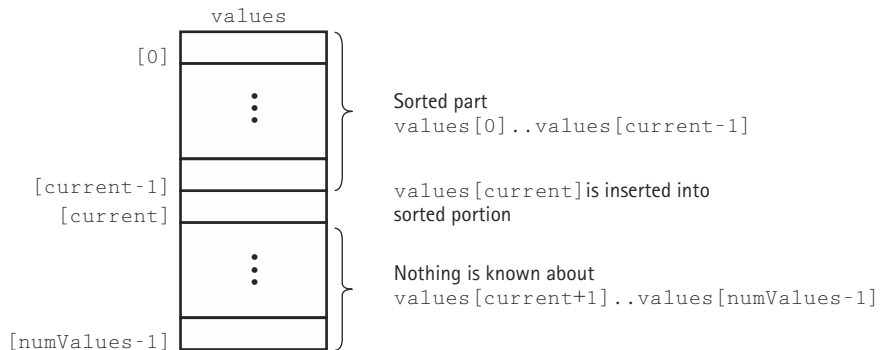 values
[0]
Sorted part
values[0]..values[current-1]
[current-1]
values[current] is inserted into
[current]
sorted portion
Nothing is known about
values[current+1]..values[numValues-1]
[numValues-1]